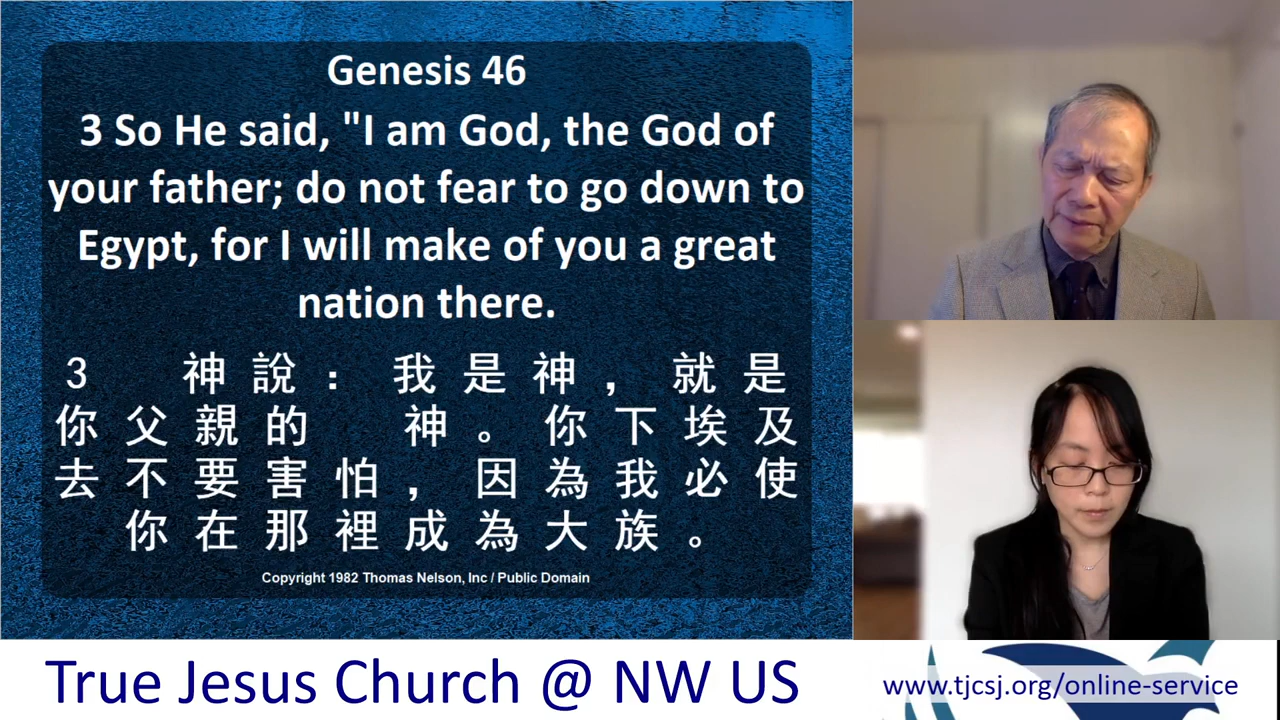 Genesis 46
3 So He said, "I am God, the God of
your father; do not fear to go down to
Egypt, for I will make of you a great
nation there.
3 神說：我是神，就是
你父親的 神。你下埃及
去不要害怕，因為我必使
你在那裡成為大族。
Copyright 1982 Thomas Nelson, Inc / Public Domain
True Jesus Church @ NW US
www.tjcsj.org/online-service